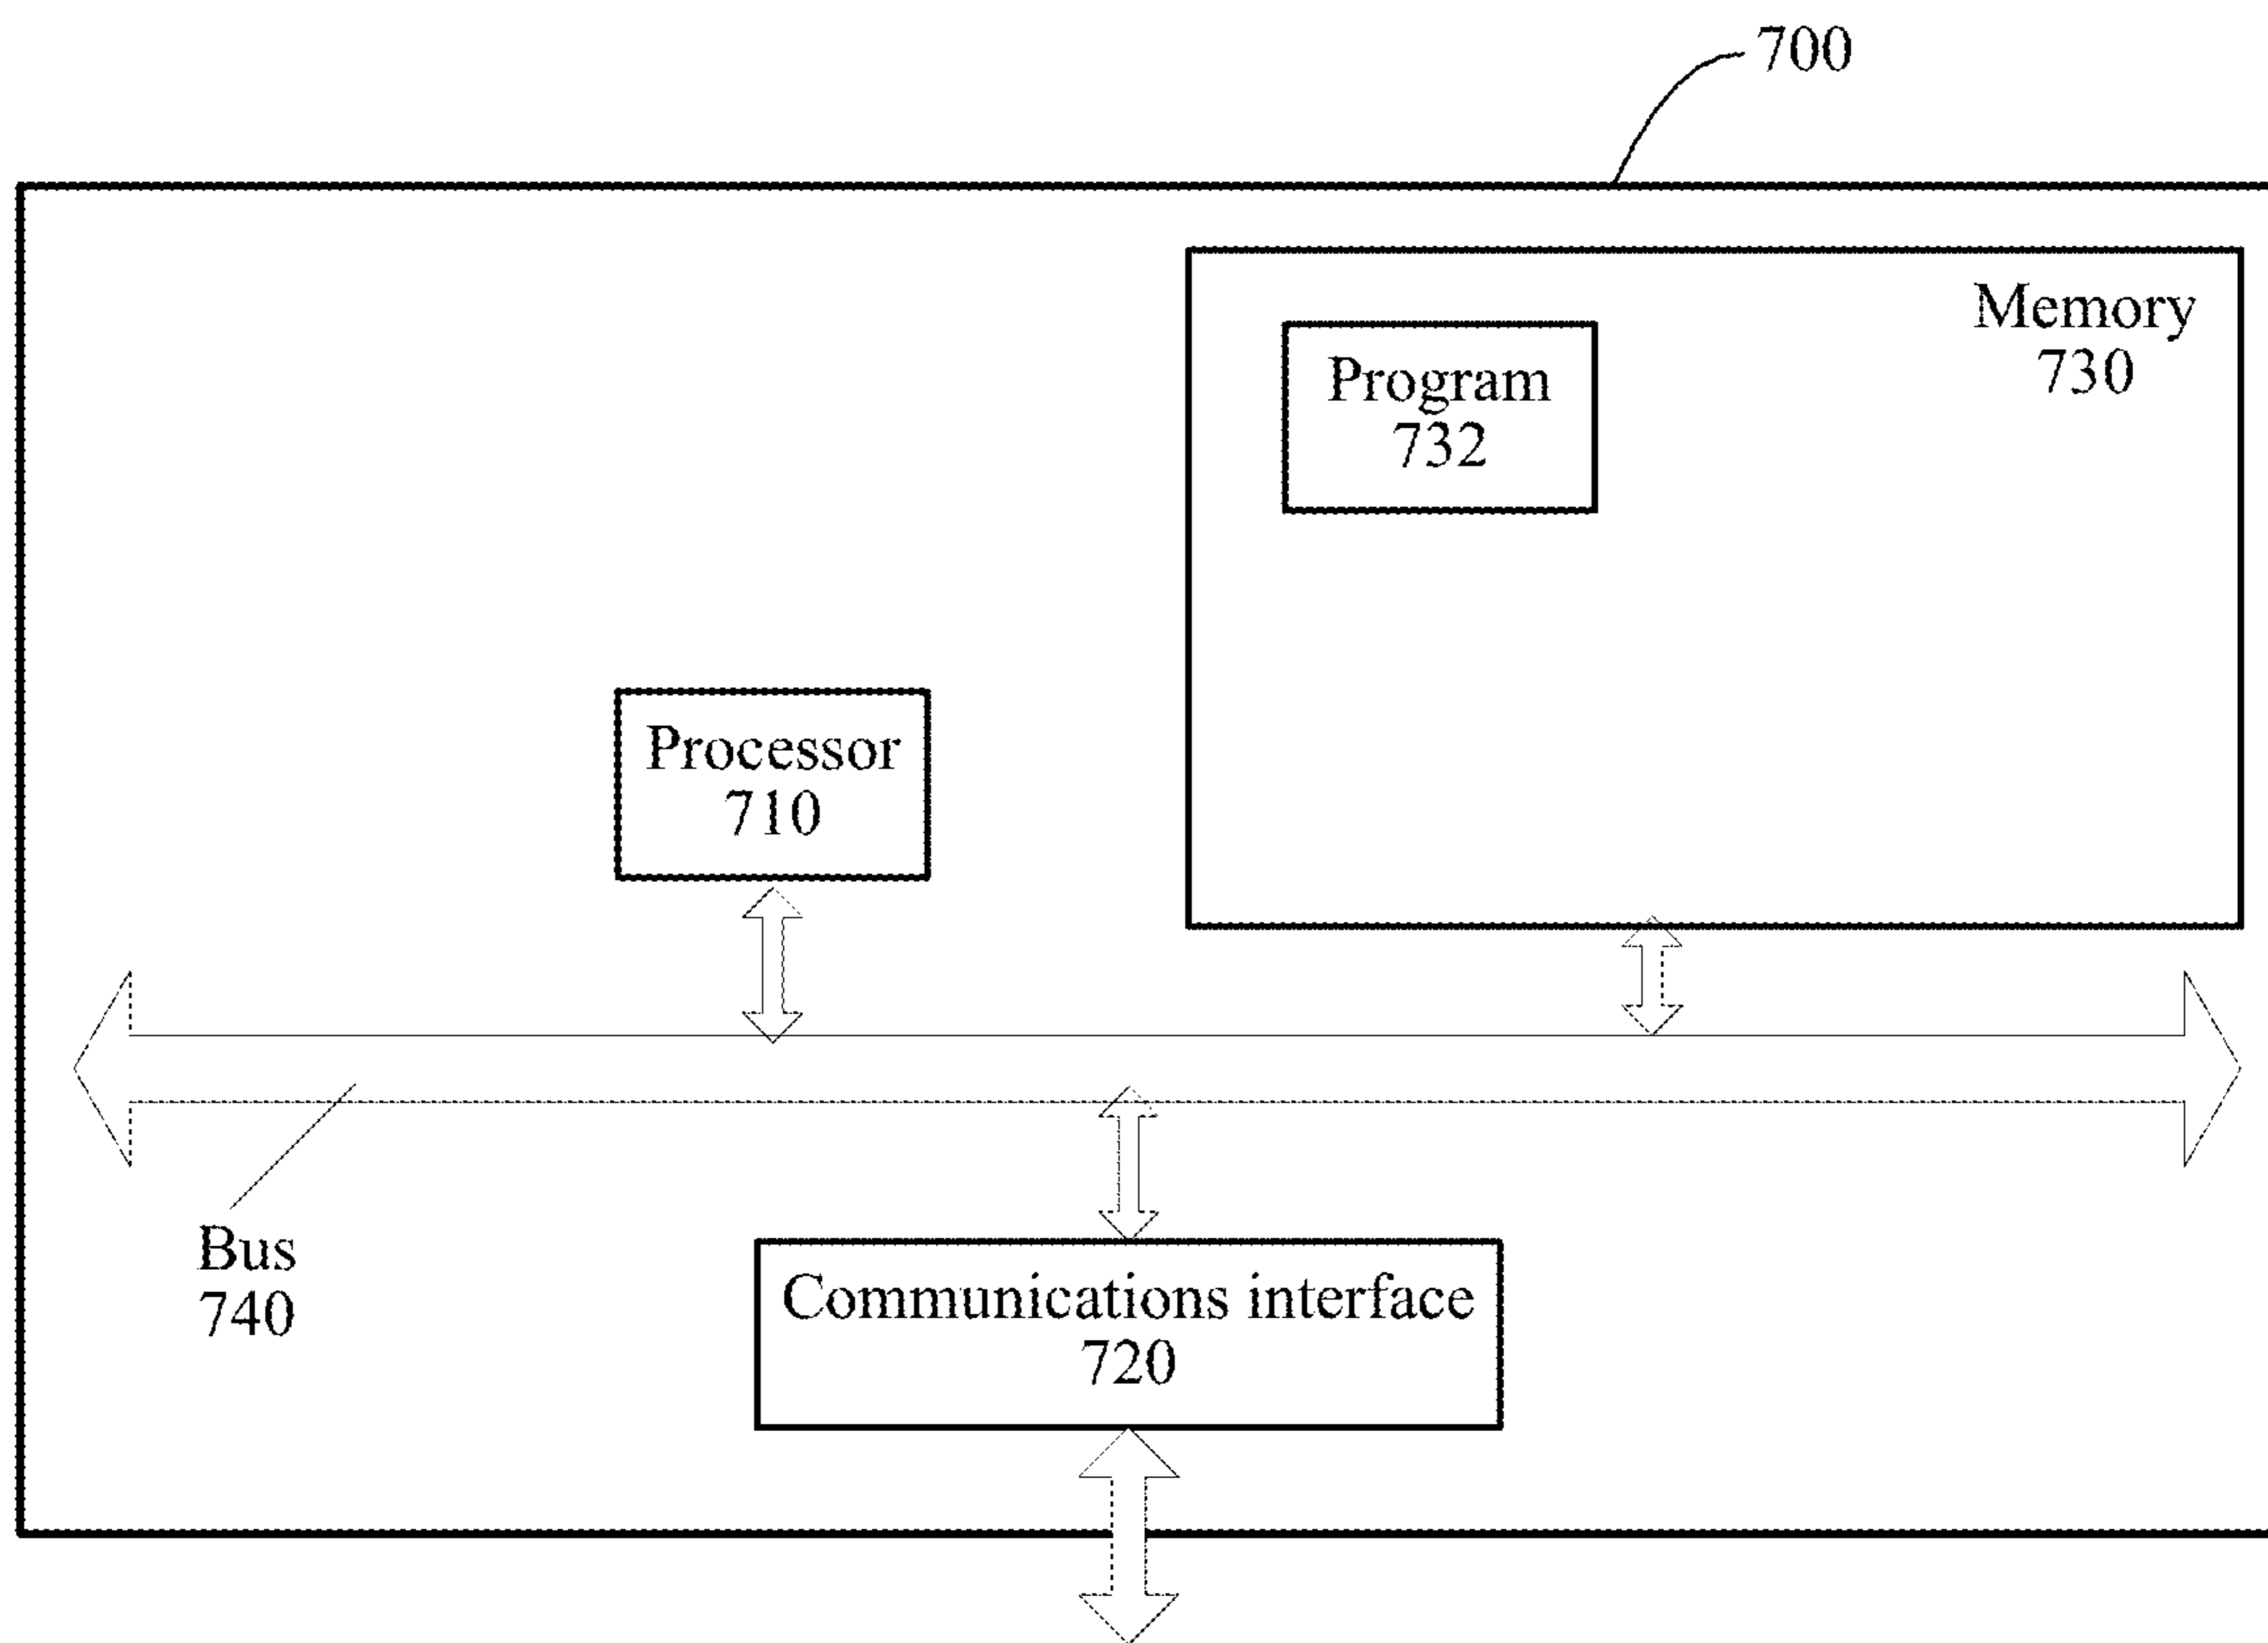 700
Memory
730
Program
732
Processor
710
Bus
740
Communications interface
720